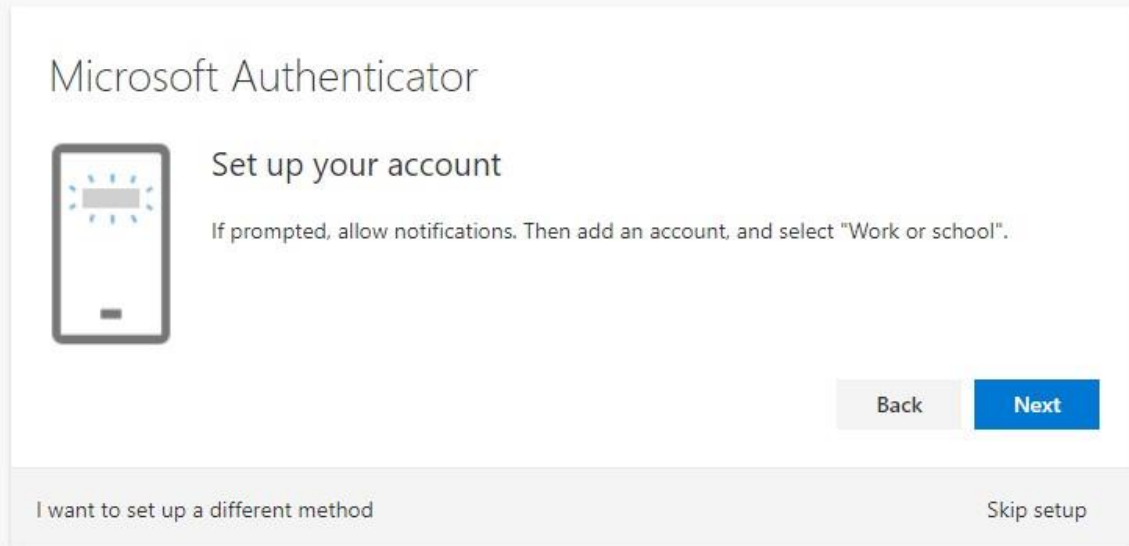 Microsoft Authenticator
Set up your account
If prompted, allow notifications. Then add an account, and select "Work or school".
Back
Next
I want to set up a different method
Skip setup